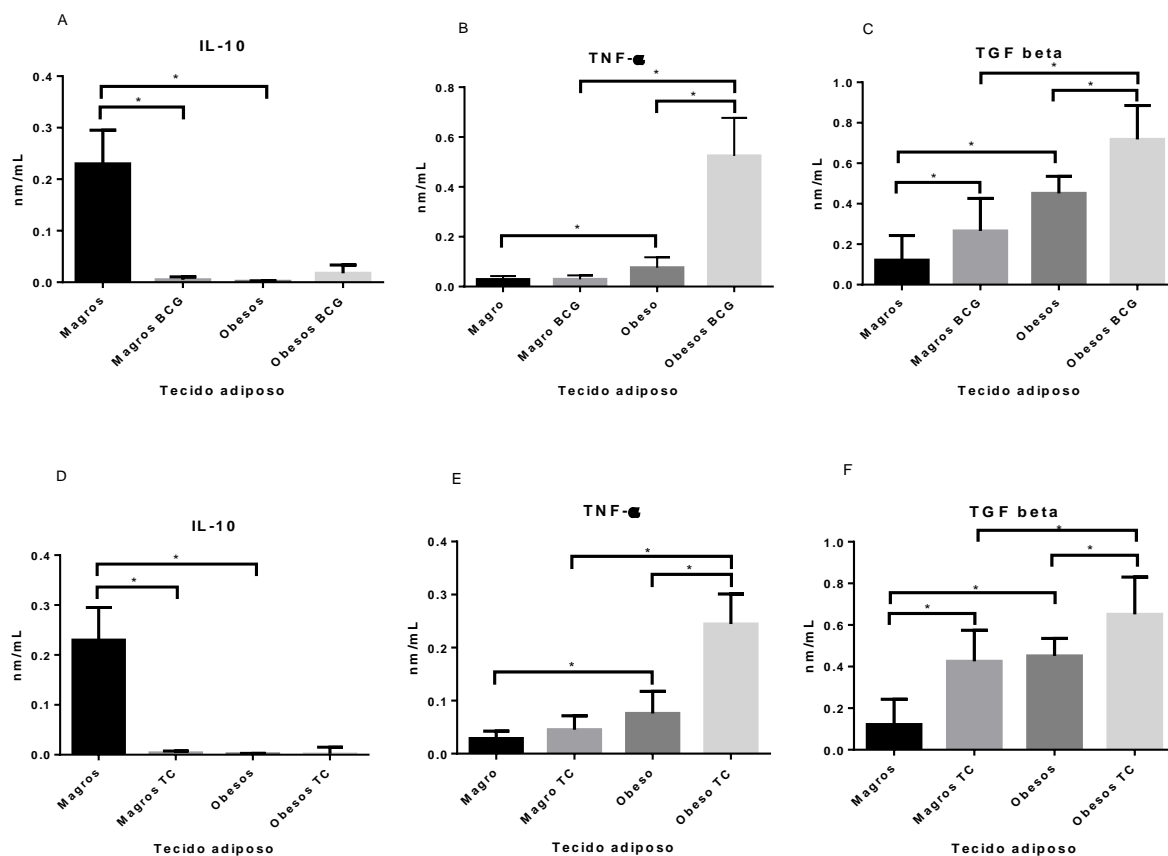 A
IL-10
nm/mL
0.4
0.3
0.2
0.1
0.0
*
*
Magros
Magros BCG
Obesos
Obesos BCG
Tecido adiposo
B
TNF-
nm/mL
0.8
0.6
0.4
0.2
0.0
*
*
*
Magro
Magro BCG
Obeso
Obesos BCG
Tecido adiposo
C
TGF beta
nm/mL
1.0
0.8
0.6
0.4
0.2
0.0
*
*
*
*
Magros
Magros BCG
Obesos
Obesos BCG
Tecido adiposo
D
IL-10
nm/mL
0.4
0.3
0.2
0.1
0.0
*
*
Magros
Magros TC
Obesos
Obesos TC
Tecido adiposo
E
TNF-
nm/mL
0.4
0.3
0.2
0.1
0.0
*
*
*
Magro
Magro TC
Obeso
Obeso TC
Tecido adiposo
F
TGF beta
nm/mL
1.0
0.8
0.6
0.4
0.2
0.0
*
*
*
*
Magros
Magros TC
Obesos
Obesos TC
Tecido adiposo